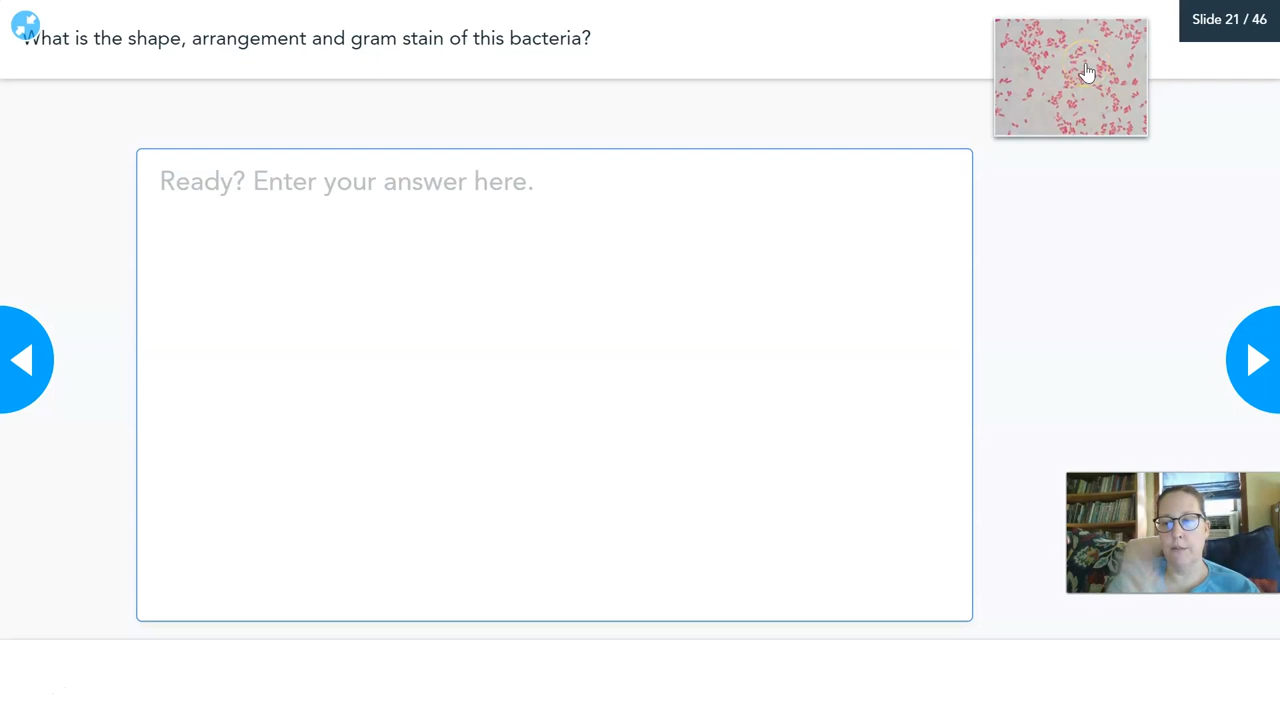 What is the shape, arrangement and gram stain of this bacteria?
Slide 21 / 46
Ready? Enter your answer here.